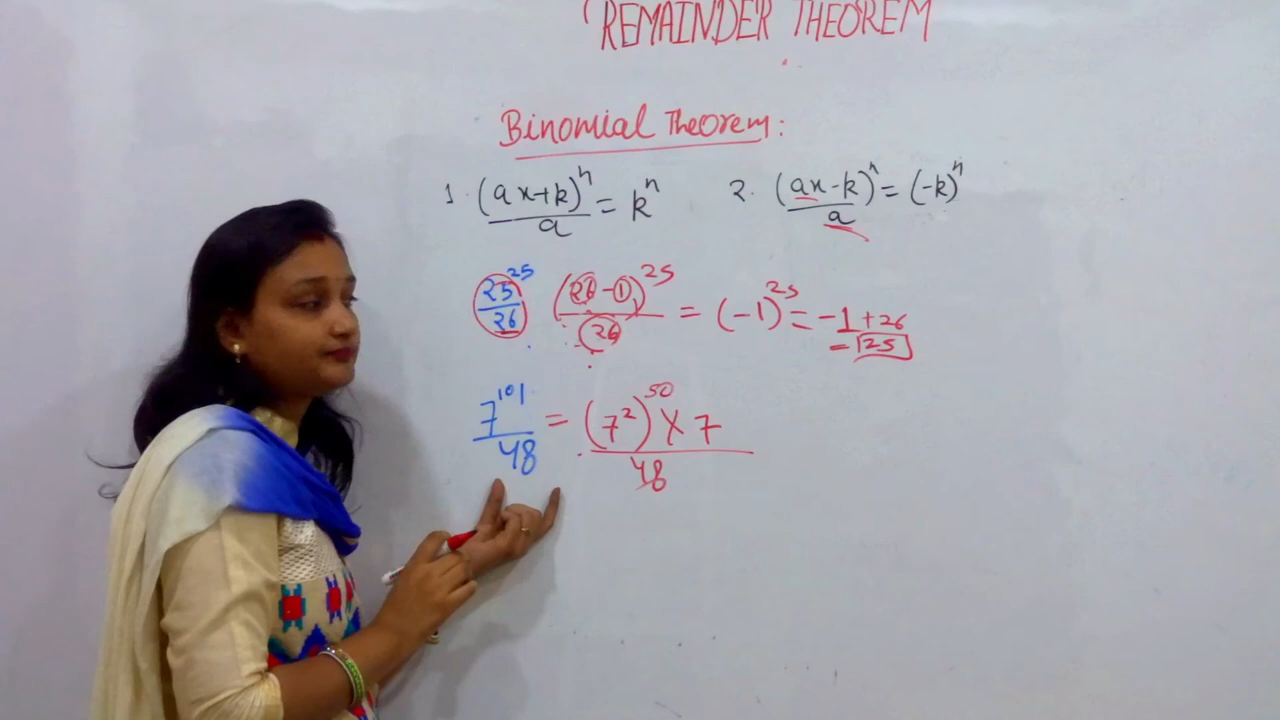 REMAINDER THEOREM
Binomial Theorem:
1. (ax+k)^n / a = k^n 2. (ax-k)^n / a = (-k)^n
25^25 / 26 (26-1)^25 / (26) = (-1)^25 = -1+26
= 25
7^101 / 48 = (7^2)^50 X 7 / 48